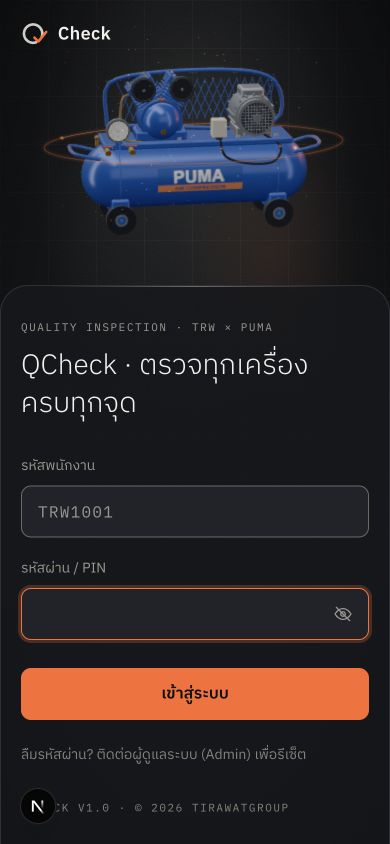 Check
PUMA
AIR COMPRESSOR
QUALITY INSPECTION · TRW × PUMA
QCheck · ตรวจทุกเครื่อง
ครบทุกจุด
รหัสพนักงาน
TRW1001
รหัสผ่าน / PIN
เข้าสู่ระบบ
ลืมรหัสผ่าน? ติดต่อผู้ดูแลระบบ (Admin) เพื่อรีเซ็ต
N
CK V1.0 · © 2026 TIRAWATGROUP